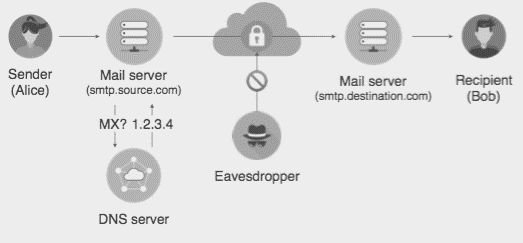 Sender
(Alice)
Mail server
(smtp.source.com)
MX? 1.2.3.4
DNS server
Eavesdropper
Mail server
(smtp.destination.com)
Recipient
(Bob)